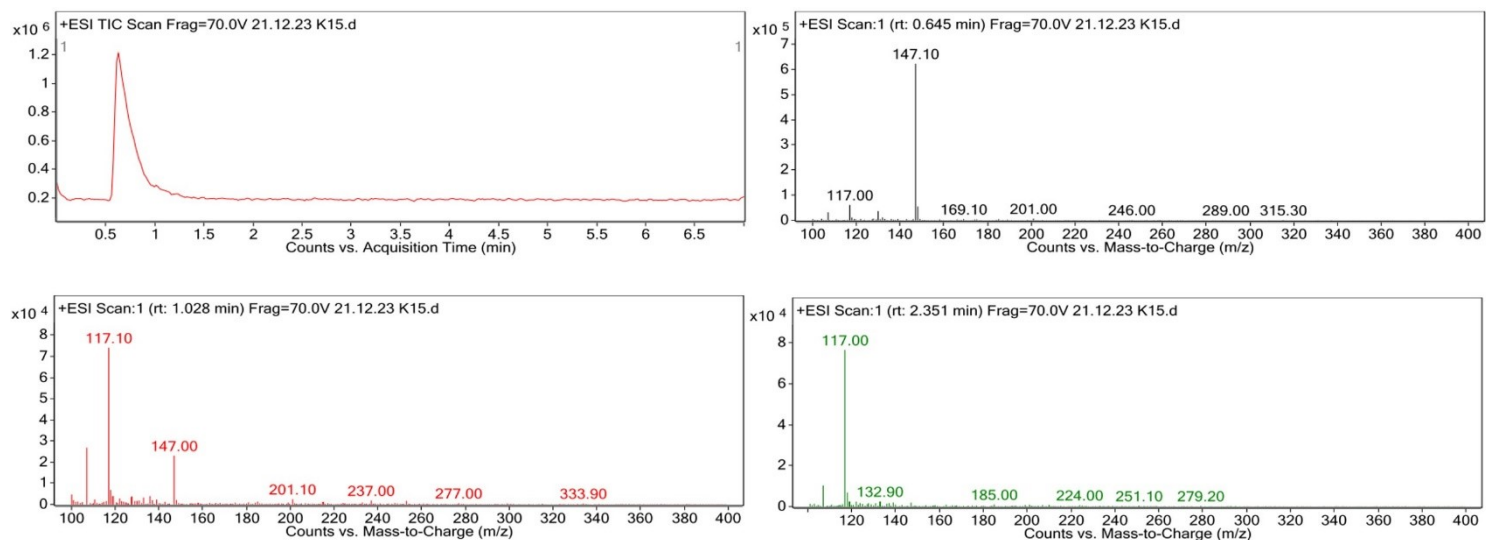 +ESI TIC Scan Frag=70.0V 21.12.23 K15.d
x10 6
1 1
1.2
1
0.8
0.6
0.4
0.2
0.5 1 1.5 2 2.5 3 3.5 4 4.5 5 5.5 6 6.5
Counts vs. Acquisition Time (min)
+ESI Scan:1 (rt: 0.645 min) Frag=70.0V 21.12.23 K15.d
x10 5
7
6
5
4
3
2
1
0
147.10
117.00
169.10 201.00 246.00 289.00 315.30
100 120 140 160 180 200 220 240 260 280 300 320 340 360 380 400
Counts vs. Mass-to-Charge (m/z)
+ESI Scan:1 (rt: 1.028 min) Frag=70.0V 21.12.23 K15.d
x10 4
8
7
6
5
4
3
2
1
0
117.10
147.00
201.10 237.00 277.00 333.90
100 120 140 160 180 200 220 240 260 280 300 320 340 360 380 400
Counts vs. Mass-to-Charge (m/z)
+ESI Scan:1 (rt: 2.351 min) Frag=70.0V 21.12.23 K15.d
x10 4
8
6
4
2
0
117.00
132.90 185.00 224.00 251.10 279.20
120 140 160 180 200 220 240 260 280 300 320 340 360 380 400
Counts vs. Mass-to-Charge (m/z)